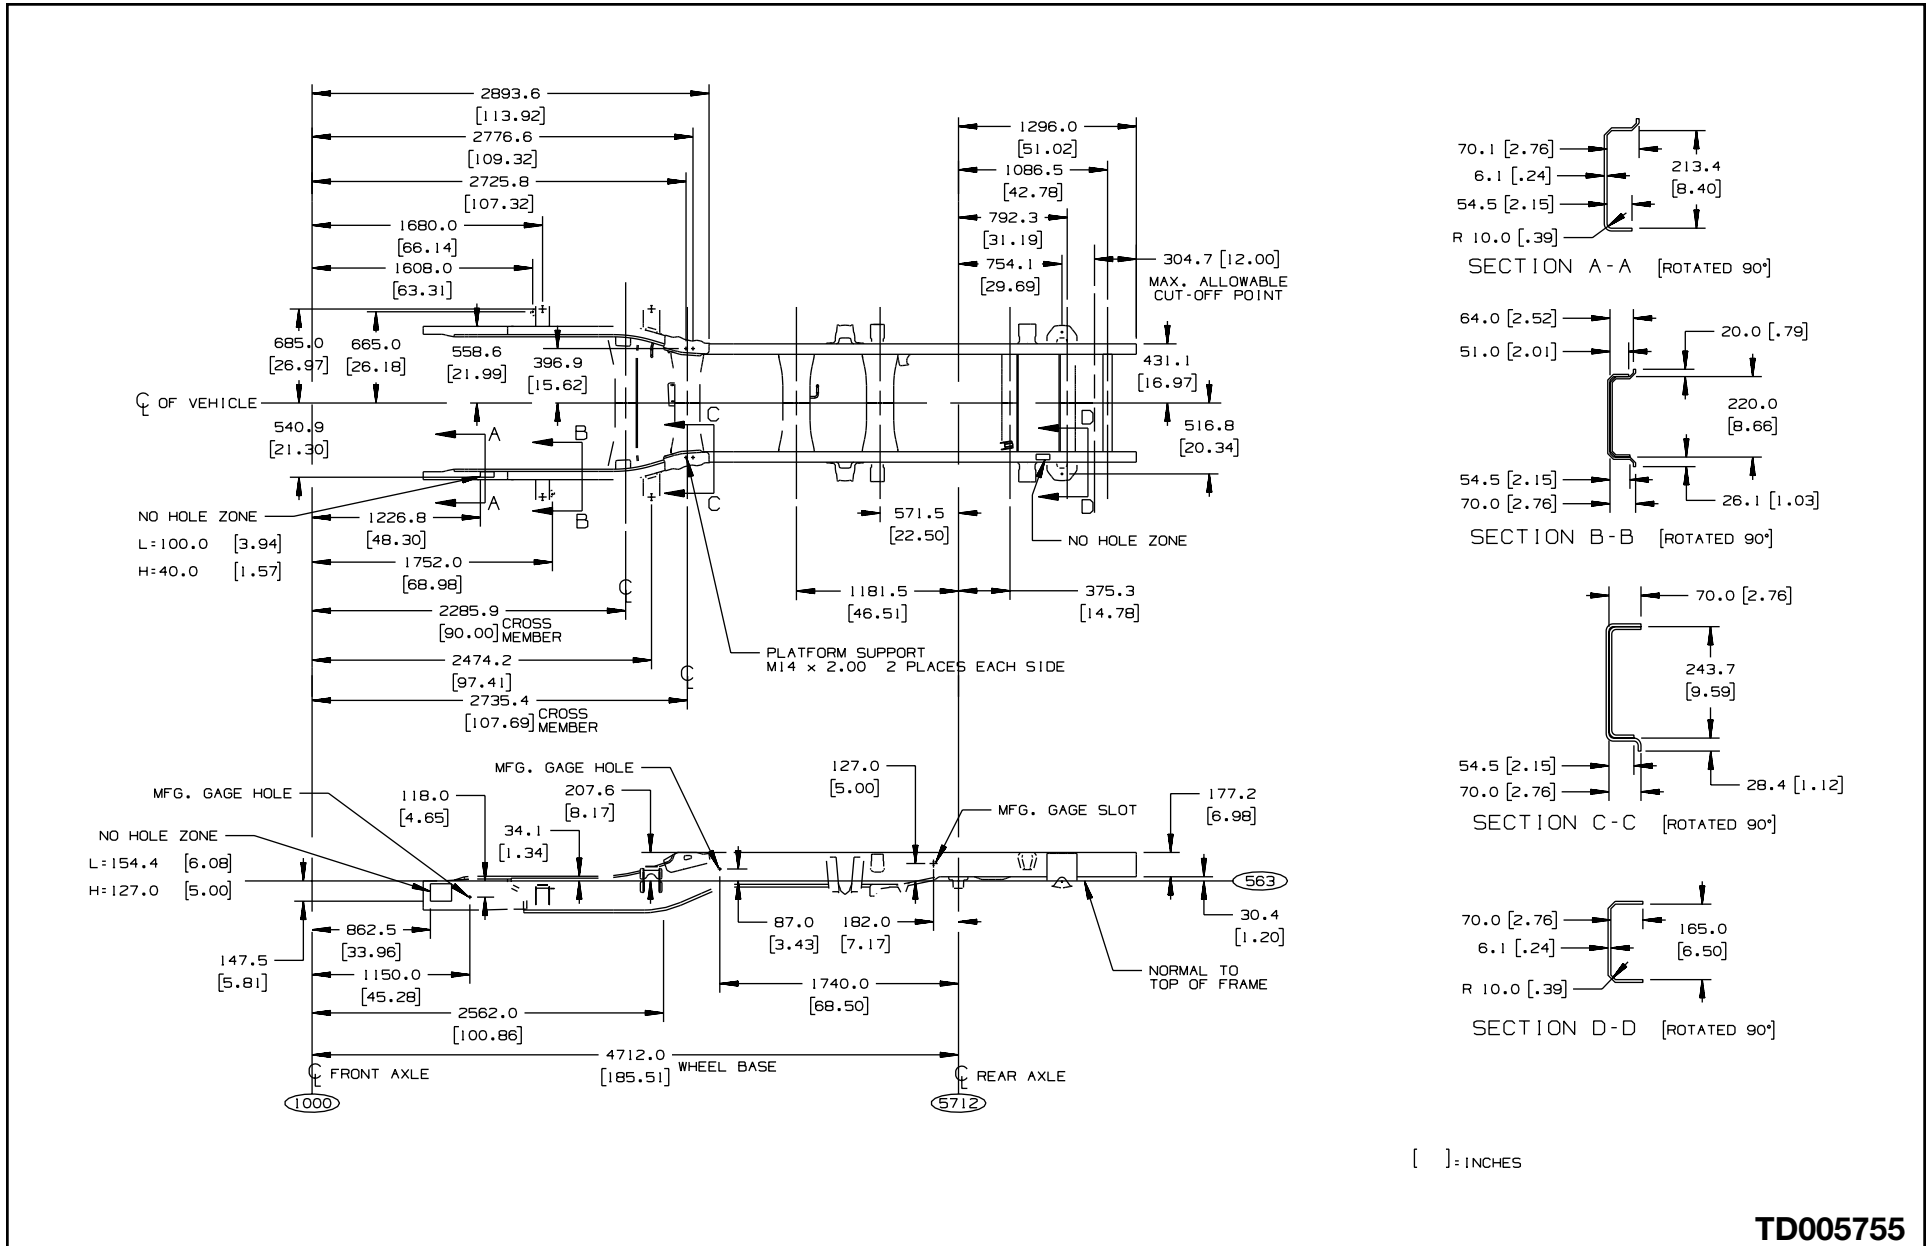 2893.6
[113.92]
2776.6
[109.32]
2725.8
[107.32]
1680.0
[66.14]
1608.0
[63.31]
1296.0
[51.02]
1086.5
[42.78]
792.3
[31.19]
754.1
[29.69]
304.7 [12.00]
MAX. ALLOWABLE
CUT-OFF POINT
685.0
[26.97]
665.0
[26.18]
558.6
[21.99]
396.9
[15.62]
431.1
[16.97]
℄ OF VEHICLE
540.9
[21.30]
516.8
[20.34]
A
B
C
D
A
B
C
D
NO HOLE ZONE
L=100.0 [3.94]
H=40.0 [1.57]
1226.8
[48.30]
1752.0
[68.98]
571.5
[22.50]
NO HOLE ZONE
℄
2285.9
[90.00] CROSS
MEMBER
1181.5
[46.51]
375.3
[14.78]
PLATFORM SUPPORT
M14 x 2.00 2 PLACES EACH SIDE
2474.2
[97.41]
℄
2735.4
[107.69] CROSS
MEMBER
MFG. GAGE HOLE
MFG. GAGE HOLE
118.0
[4.65]
207.6
[8.17]
34.1
[1.34]
127.0
[5.00]
MFG. GAGE SLOT
177.2
[6.98]
NO HOLE ZONE
L=154.4 [6.08]
H=127.0 [5.00]
563
147.5
[5.81]
862.5
[33.96]
1150.0
[45.28]
87.0
[3.43]
182.0
[7.17]
30.4
[1.20]
1740.0
[68.50]
NORMAL TO
TOP OF FRAME
2562.0
[100.86]
4712.0
[185.51] WHEEL BASE
℄ FRONT AXLE
℄ REAR AXLE
1000
5712
70.1 [2.76]
6.1 [.24]
54.5 [2.15]
R 10.0 [.39]
213.4
[8.40]
SECTION A-A [ROTATED 90°]
64.0 [2.52]
51.0 [2.01]
20.0 [.79]
220.0
[8.66]
54.5 [2.15]
70.0 [2.76]
26.1 [1.03]
SECTION B-B [ROTATED 90°]
70.0 [2.76]
243.7
[9.59]
54.5 [2.15]
70.0 [2.76]
28.4 [1.12]
SECTION C-C [ROTATED 90°]
70.0 [2.76]
6.1 [.24]
R 10.0 [.39]
165.0
[6.50]
SECTION D-D [ROTATED 90°]
[ ]=INCHES
TD005755